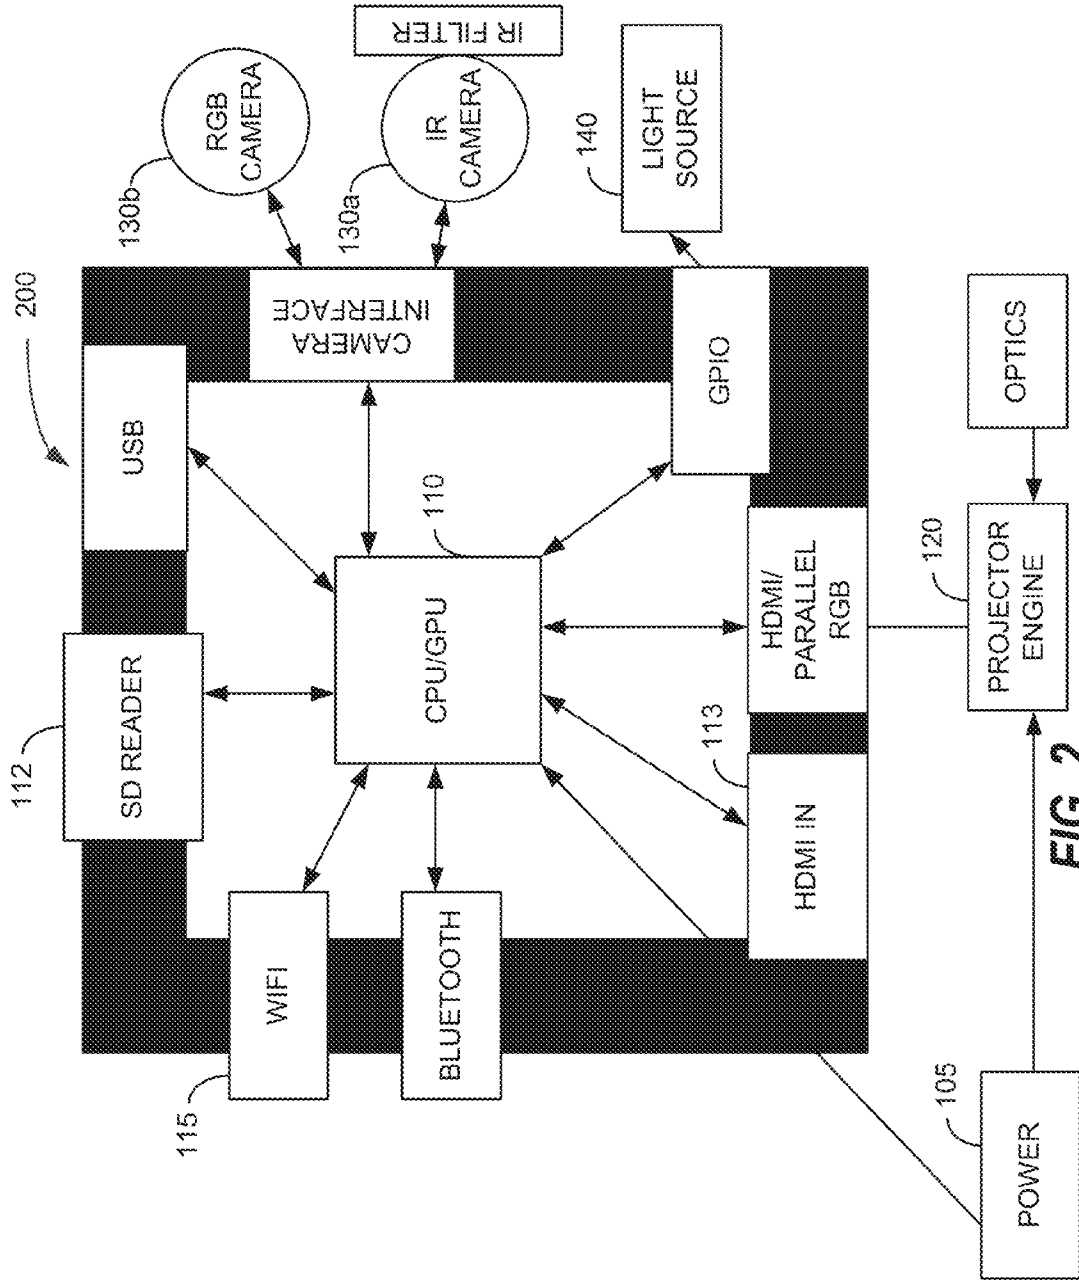 200
112
SD READER
USB
RGB
CAMERA
130b
IR FILTER
IR
CAMERA
130a
CAMERA
INTERFACE
115
WIFI
BLUETOOTH
CPU/GPU
110
GPIO
140
LIGHT
SOURCE
113
HDMI IN
HDMI/
PARALLEL
RGB
105
POWER
120
PROJECTOR
ENGINE
OPTICS
FIG. 2